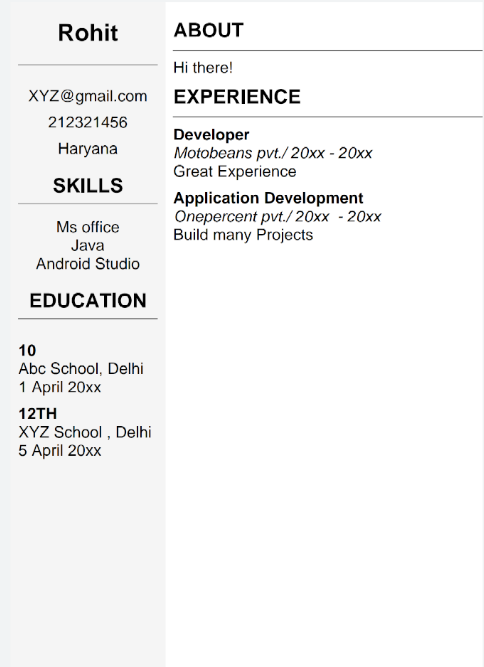 Rohit
XYZ@gmail.com
212321456
Haryana
SKILLS
Ms office
Java
Android Studio
EDUCATION
10
Abc School, Delhi
1 April 20xx
12TH
XYZ School , Delhi
5 April 20xx
ABOUT
Hi there!
EXPERIENCE
Developer
Motobeans pvt./ 20xx - 20xx
Great Experience
Application Development
Onepercent pvt./ 20xx  - 20xx
Build many Projects